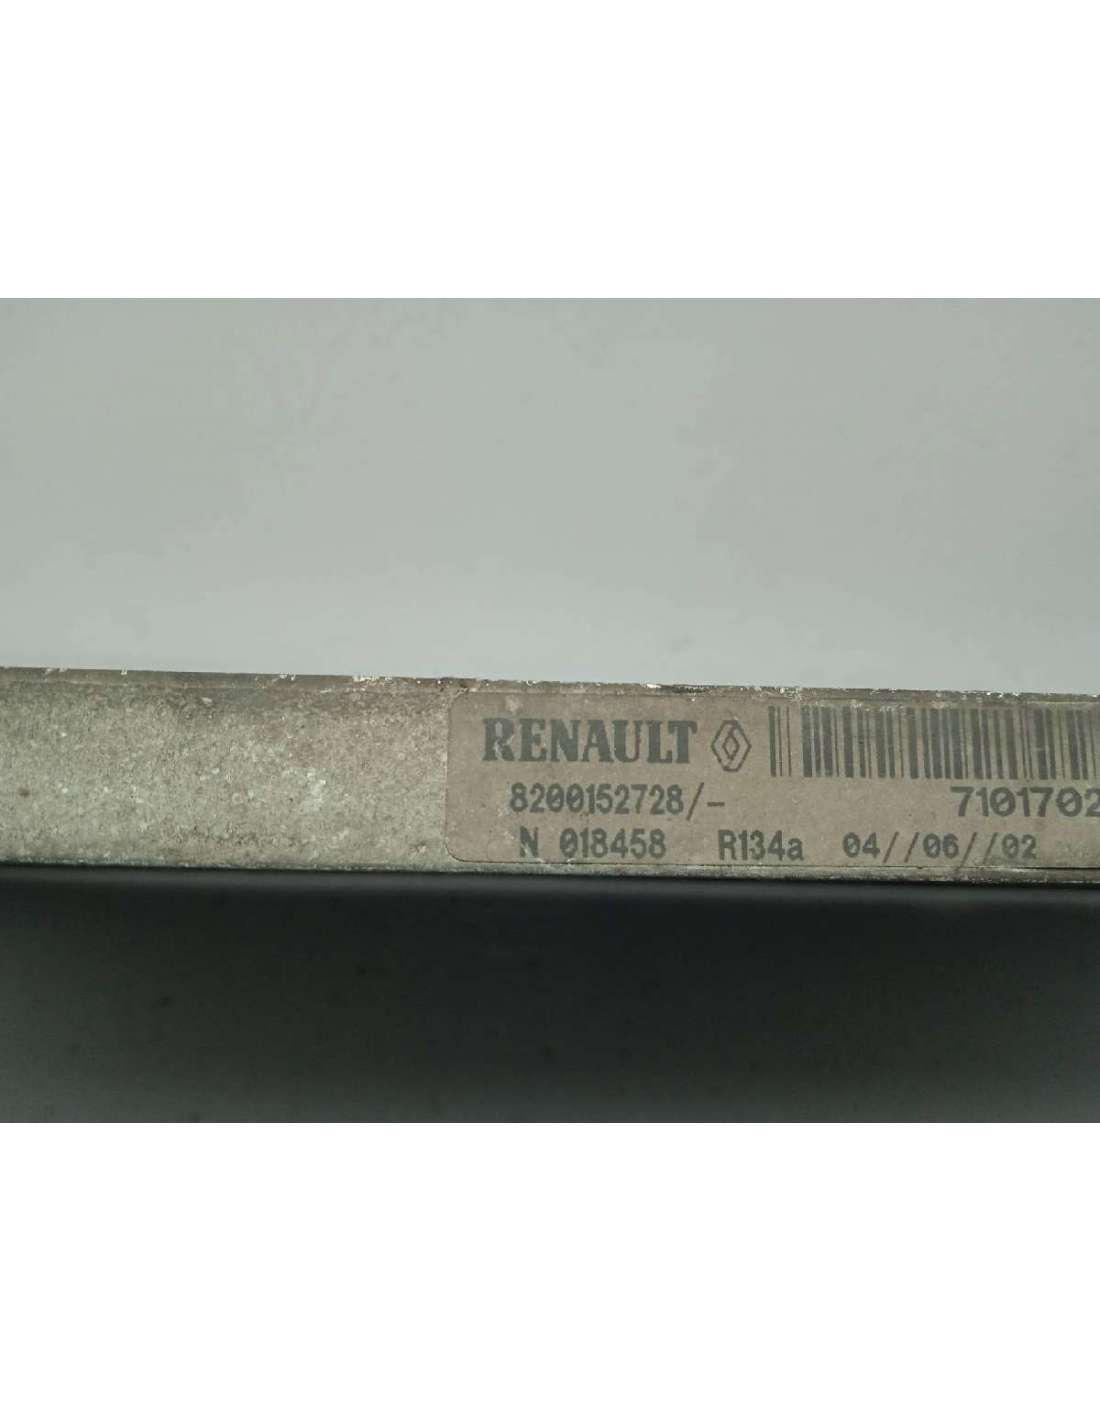 RENAULT
8200152728/- 7101702
N 018458 R134a 04//06//02